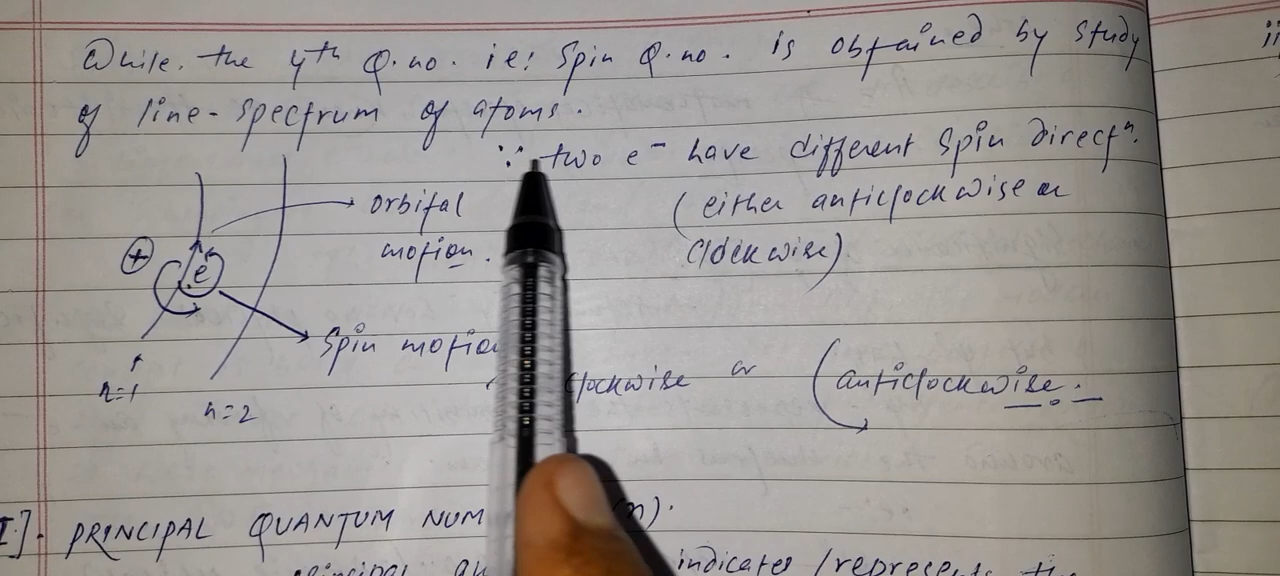 While. the 4th Q.no. ie: Spin Q.no. is obtained by study
of line-spectrum of atoms.
∵ two e⁻ have different Spin directⁿ.
(either anticlockwise or
clockwise)
orbital
motion.
⊕
e⁻
Spin motion
clockwise or (anticlockwise.
n=1
n=2
I.]. PRINCIPAL QUANTUM NUM (n).
indicates / represents the